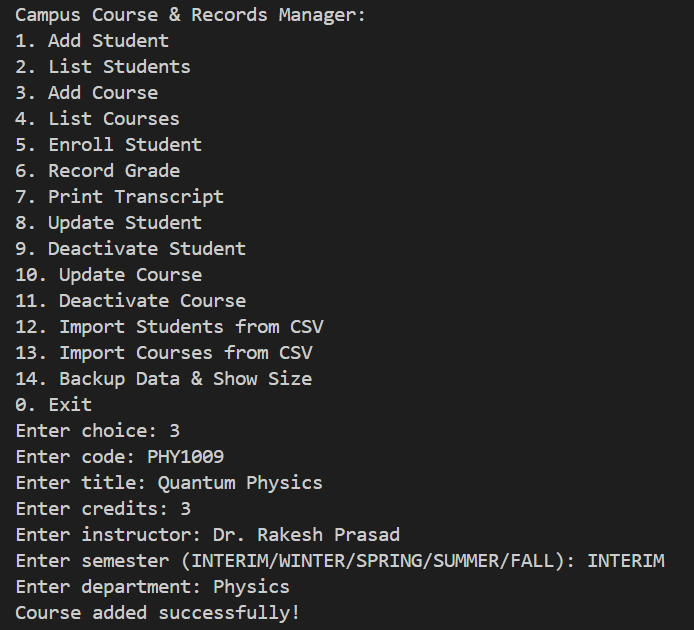 Campus Course & Records Manager:
1. Add Student
2. List Students
3. Add Course
4. List Courses
5. Enroll Student
6. Record Grade
7. Print Transcript
8. Update Student
9. Deactivate Student
10. Update Course
11. Deactivate Course
12. Import Students from CSV
13. Import Courses from CSV
14. Backup Data & Show Size
0. Exit
Enter choice: 3
Enter code: PHY1009
Enter title: Quantum Physics
Enter credits: 3
Enter instructor: Dr. Rakesh Prasad
Enter semester (INTERIM/WINTER/SPRING/SUMMER/FALL): INTERIM
Enter department: Physics
Course added successfully!